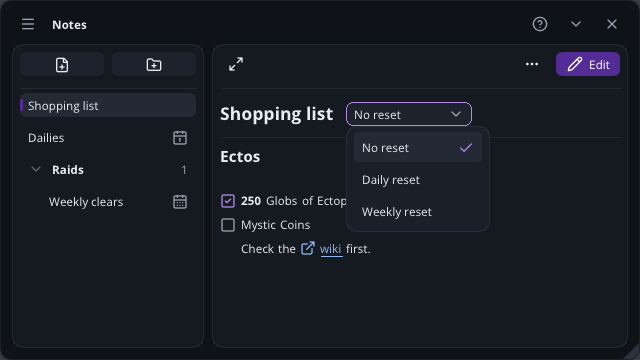 Notes
Edit
Shopping list
Dailies
Raids 1
Weekly clears
Shopping list No reset
No reset
Daily reset
Weekly reset
Ectos
250 Globs of Ectop
Mystic Coins
Check the wiki first.